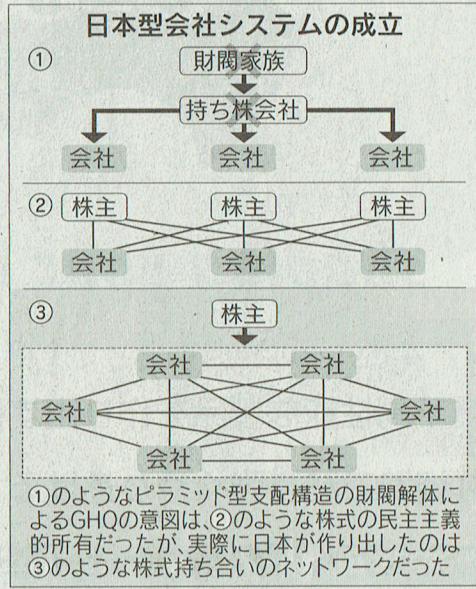 日本型会社システムの成立
①
財閥家族
持ち株会社
会社 会社 会社
②
株主 株主 株主
会社 会社 会社
③
株主
会社 会社
会社 会社
会社 会社
①のようなピラミッド型支配構造の財閥解体に
よるGHQの意図は、②のような株式の民主主義
的所有だったが、実際に日本が作り出したのは
③のような株式持ち合いのネットワークだった